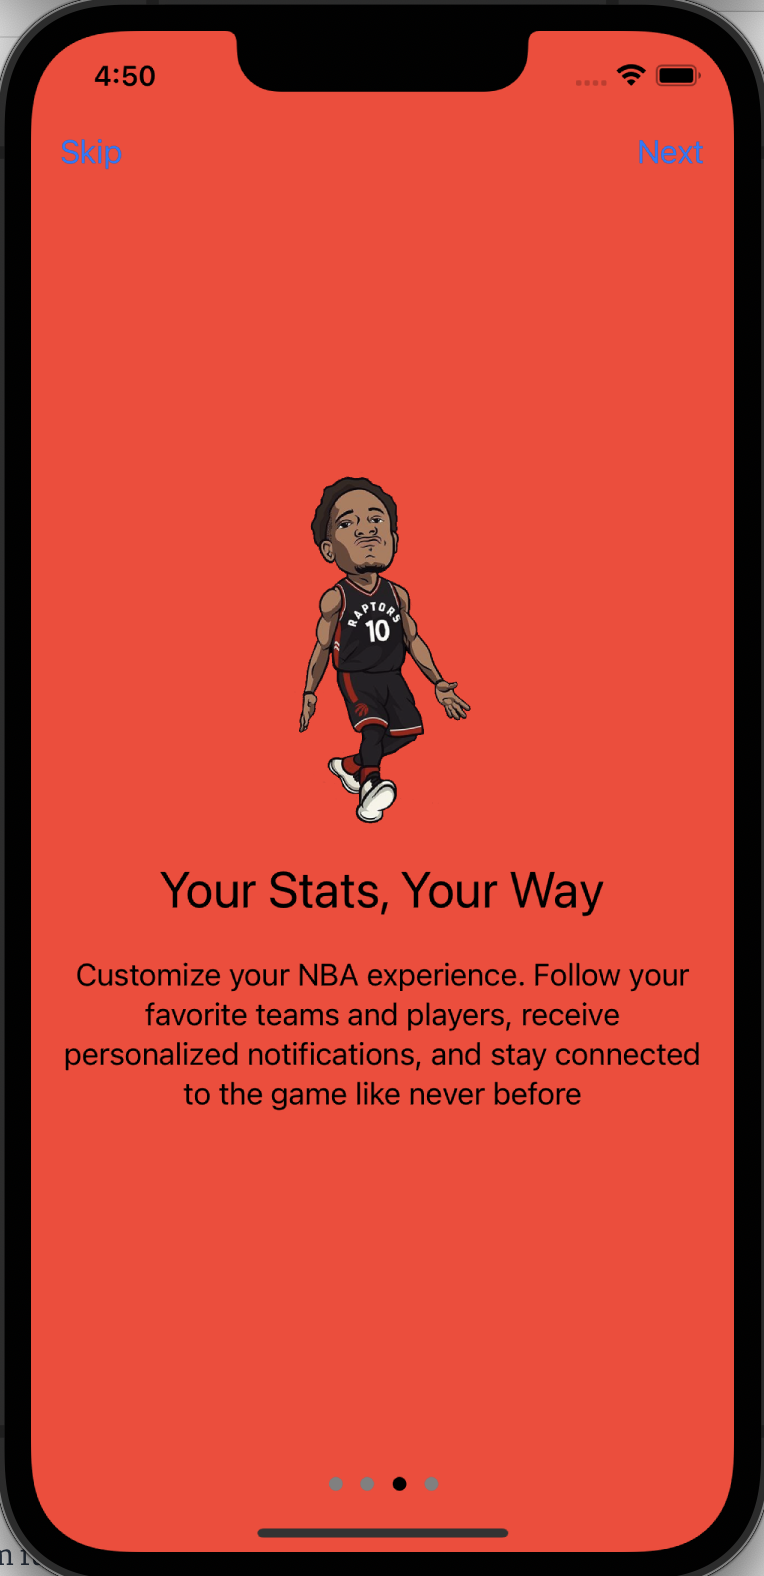 4:50
Skip
Next
RAPTORS
10
Your Stats, Your Way
Customize your NBA experience. Follow your
favorite teams and players, receive
personalized notifications, and stay connected
to the game like never before